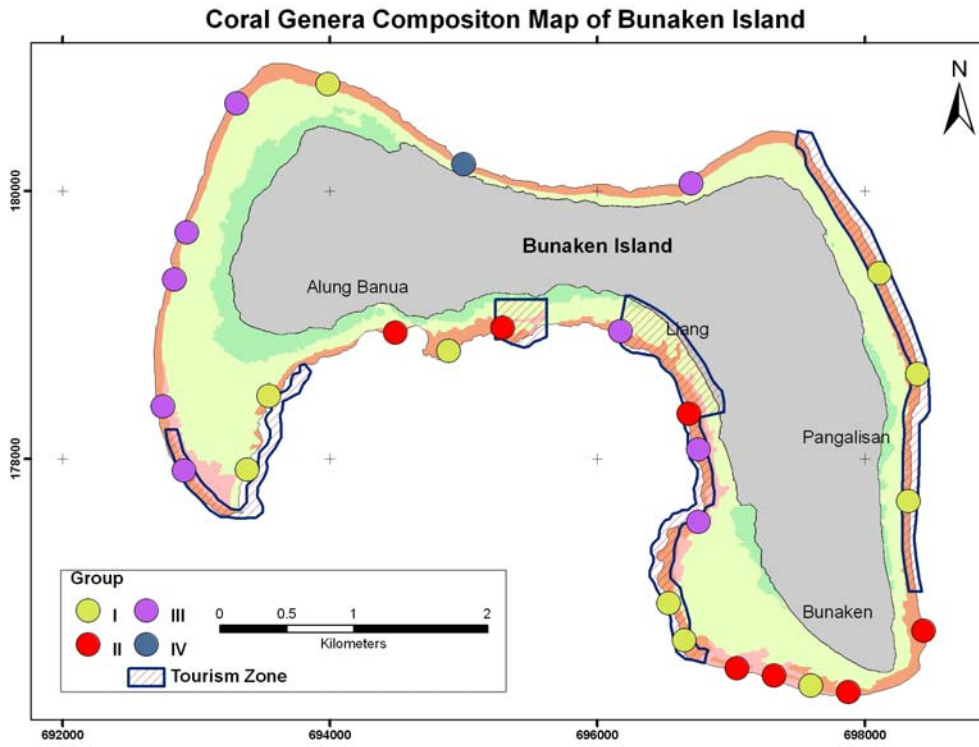 Coral Genera Compositon Map of Bunaken Island
N
180000
178000
Bunaken Island
Alung Banua
Liang
Pangalisan
Bunaken
Group
I III
II IV
0 0.5 1 2
Kilometers
Tourism Zone
692000 694000 696000 698000